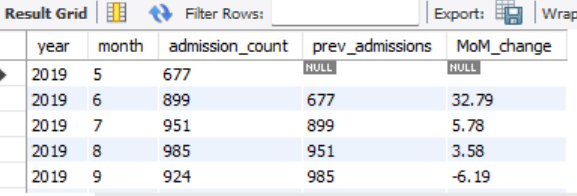 Result Grid Filter Rows: Export: Wrap
year month admission_count prev_admissions MoM_change
2019 5 677 NULL NULL
2019 6 899 677 32.79
2019 7 951 899 5.78
2019 8 985 951 3.58
2019 9 924 985 -6.19